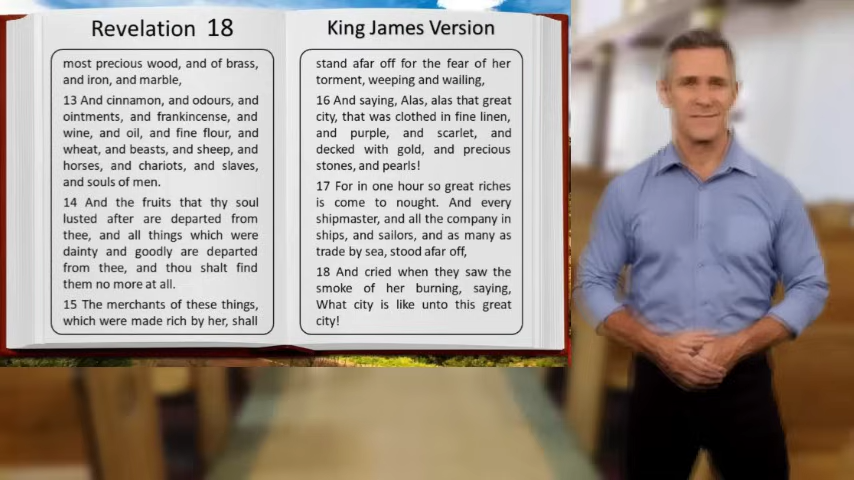 Revelation 18
most precious wood, and of brass,
and iron, and marble,
13 And cinnamon, and odours, and
ointments, and frankincense, and
wine, and oil, and fine flour, and
wheat, and beasts, and sheep, and
horses, and chariots, and slaves,
and souls of men.
14 And the fruits that thy soul
lusted after are departed from
thee, and all things which were
dainty and goodly are departed
from thee, and thou shalt find
them no more at all.
15 The merchants of these things,
which were made rich by her, shall
King James Version
stand afar off for the fear of her
torment, weeping and wailing,
16 And saying, Alas, alas that great
city, that was clothed in fine linen,
and purple, and scarlet, and
decked with gold, and precious
stones, and pearls!
17 For in one hour so great riches
is come to nought. And every
shipmaster, and all the company in
ships, and sailors, and as many as
trade by sea, stood afar off,
18 And cried when they saw the
smoke of her burning, saying,
What city is like unto this great
city!